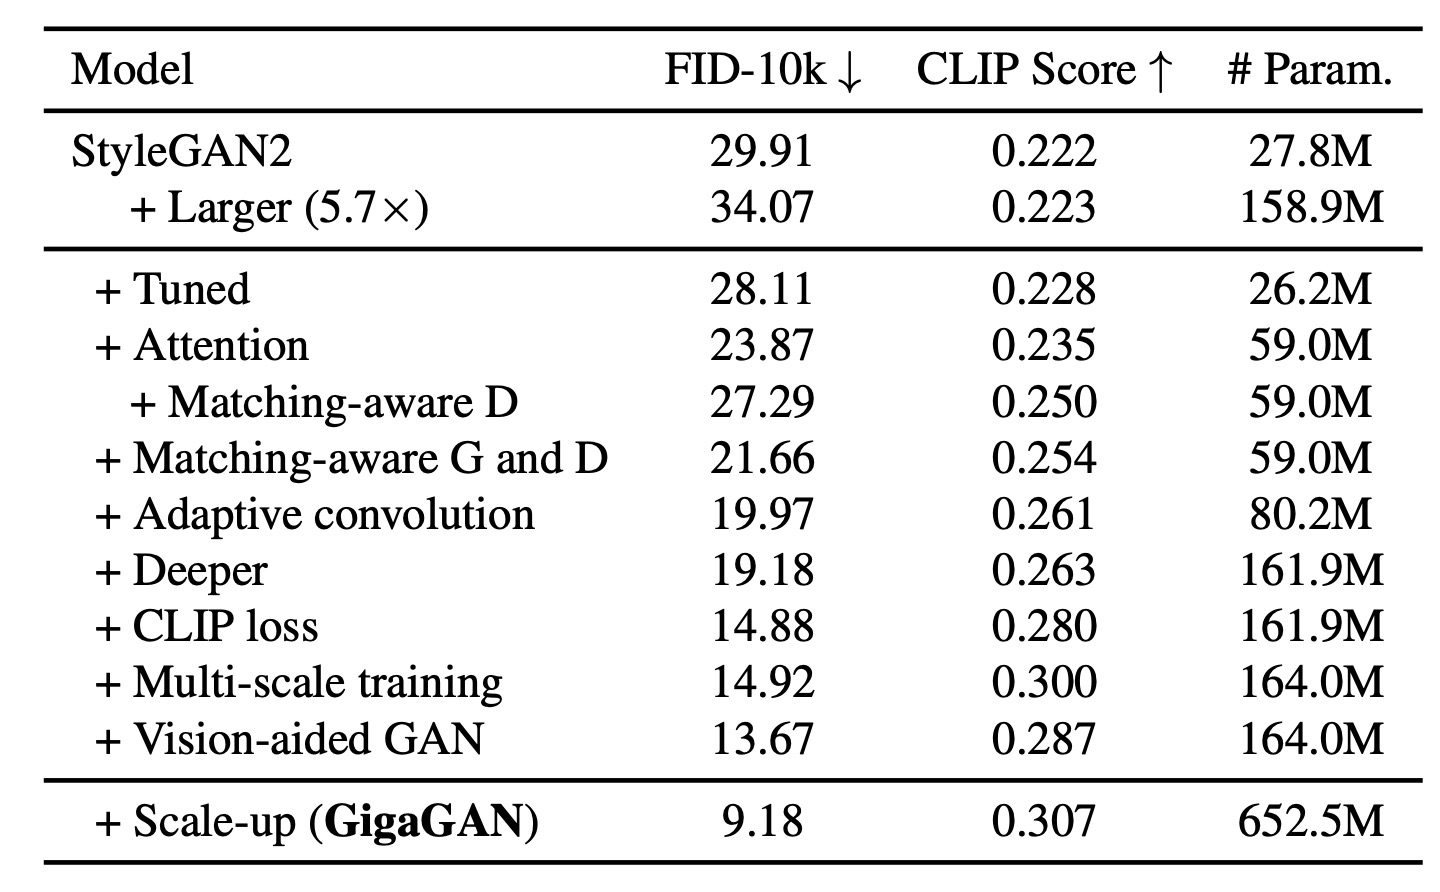 Model FID-10k ↓ CLIP Score ↑ # Param.
StyleGAN2 29.91 0.222 27.8M
+ Larger (5.7×) 34.07 0.223 158.9M
+ Tuned 28.11 0.228 26.2M
+ Attention 23.87 0.235 59.0M
+ Matching-aware D 27.29 0.250 59.0M
+ Matching-aware G and D 21.66 0.254 59.0M
+ Adaptive convolution 19.97 0.261 80.2M
+ Deeper 19.18 0.263 161.9M
+ CLIP loss 14.88 0.280 161.9M
+ Multi-scale training 14.92 0.300 164.0M
+ Vision-aided GAN 13.67 0.287 164.0M
+ Scale-up (GigaGAN) 9.18 0.307 652.5M